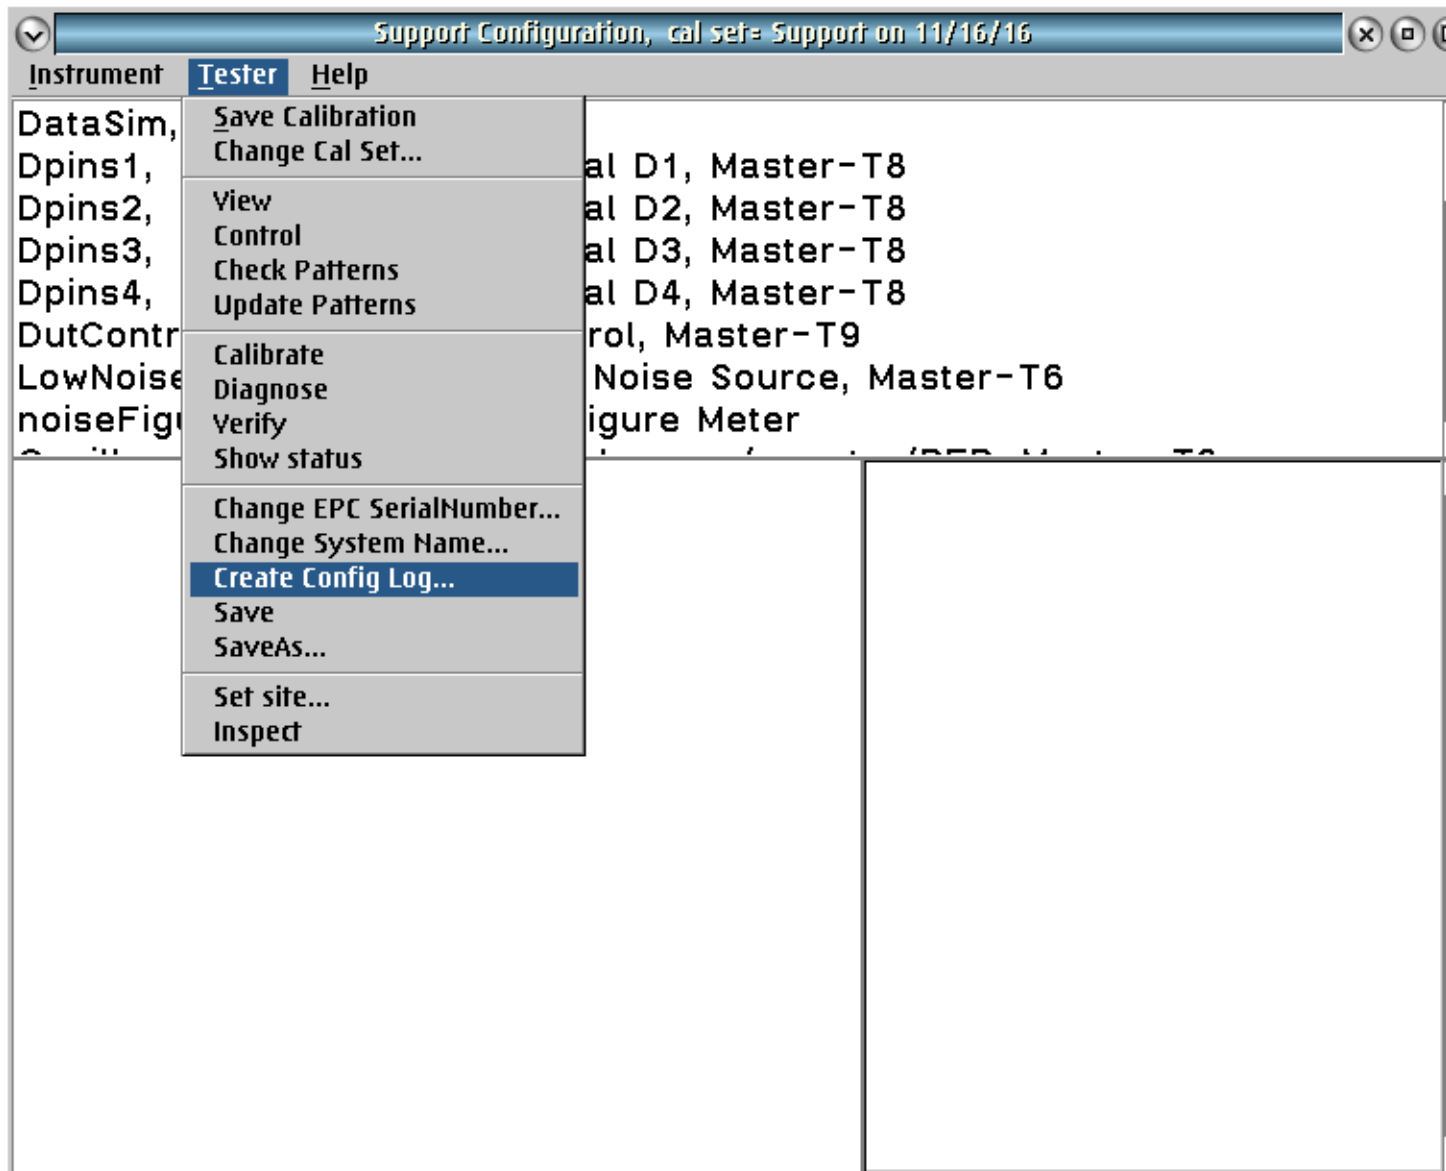 Support Configuration, cal set= Support on 11/16/16
Instrument Tester Help
DataSim,
Dpins1, al D1, Master-T8
Dpins2, al D2, Master-T8
Dpins3, al D3, Master-T8
Dpins4, al D4, Master-T8
DutContr rol, Master-T9
LowNoise Noise Source, Master-T6
noiseFigu igure Meter
Save Calibration
Change Cal Set...
View
Control
Check Patterns
Update Patterns
Calibrate
Diagnose
Verify
Show status
Change EPC SerialNumber...
Change System Name...
Create Config Log...
Save
SaveAs...
Set site...
Inspect